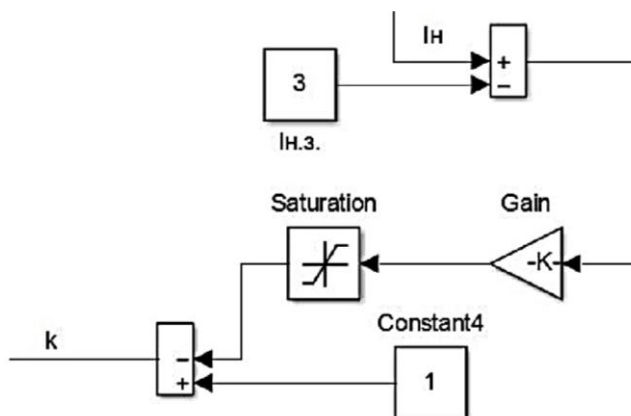 Iн
+
−
3
Iн.з.
Saturation
Gain
-K-
Constant4
k
−
+
1